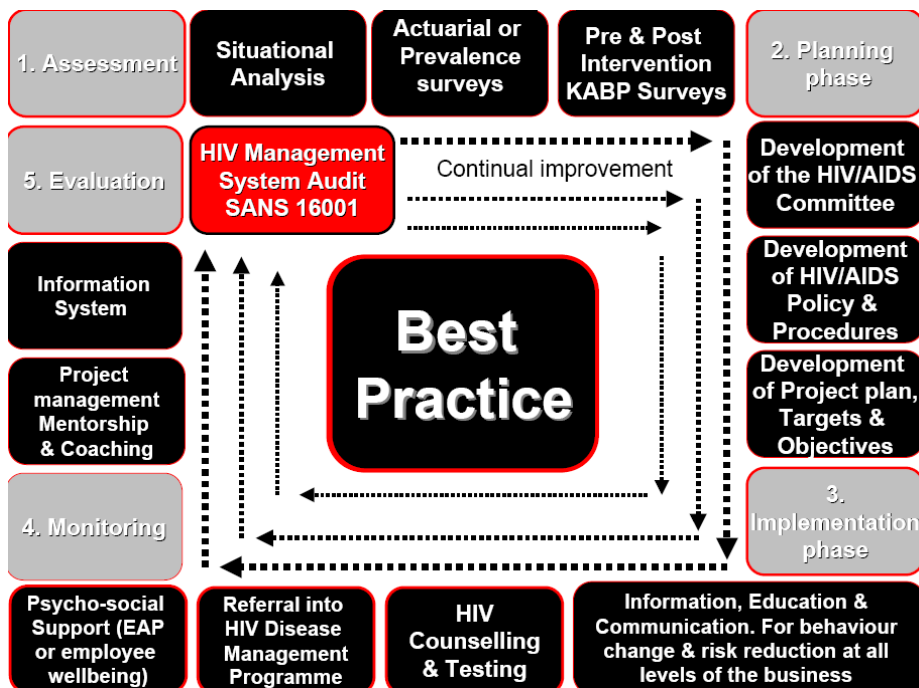 1. Assessment
Situational
Analysis
Actuarial or
Prevalence
surveys
Pre & Post
Intervention
KABP Surveys
2. Planning
phase
5. Evaluation
HIV Management
System Audit
SANS 16001
Continual improvement
Development
of the HIV/AIDS
Committee
Information
System
Best
Practice
Development
of HIV/AIDS
Policy &
Procedures
Project
management
Mentorship
& Coaching
Development
of Project plan,
Targets &
Objectives
4. Monitoring
3.
Implementation
phase
Psycho-social
Support (EAP
or employee
wellbeing)
Referral into
HIV Disease
Management
Programme
HIV
Counselling
& Testing
Information, Education &
Communication. For behaviour
change & risk reduction at all
levels of the business